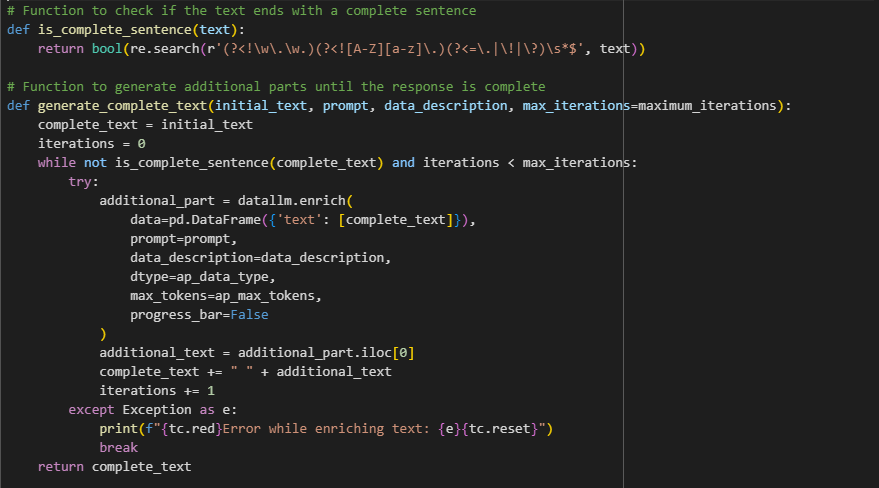 # Function to check if the text ends with a complete sentence
def is_complete_sentence(text):
    return bool(re.search(r'(?<!\w\.\w.)(?<![A-Z][a-z]\.)(?<=\.|\!|\?)\s*$', text))

# Function to generate additional parts until the response is complete
def generate_complete_text(initial_text, prompt, data_description, max_iterations=maximum_iterations):
    complete_text = initial_text
    iterations = 0
    while not is_complete_sentence(complete_text) and iterations < max_iterations:
        try:
            additional_part = datallm.enrich(
                data=pd.DataFrame({'text': [complete_text]}),
                prompt=prompt,
                data_description=data_description,
                dtype=ap_data_type,
                max_tokens=ap_max_tokens,
                progress_bar=False
            )
            additional_text = additional_part.iloc[0]
            complete_text += " " + additional_text
            iterations += 1
        except Exception as e:
            print(f"{tc.red}Error while enriching text: {e}{tc.reset}")
            break
    return complete_text